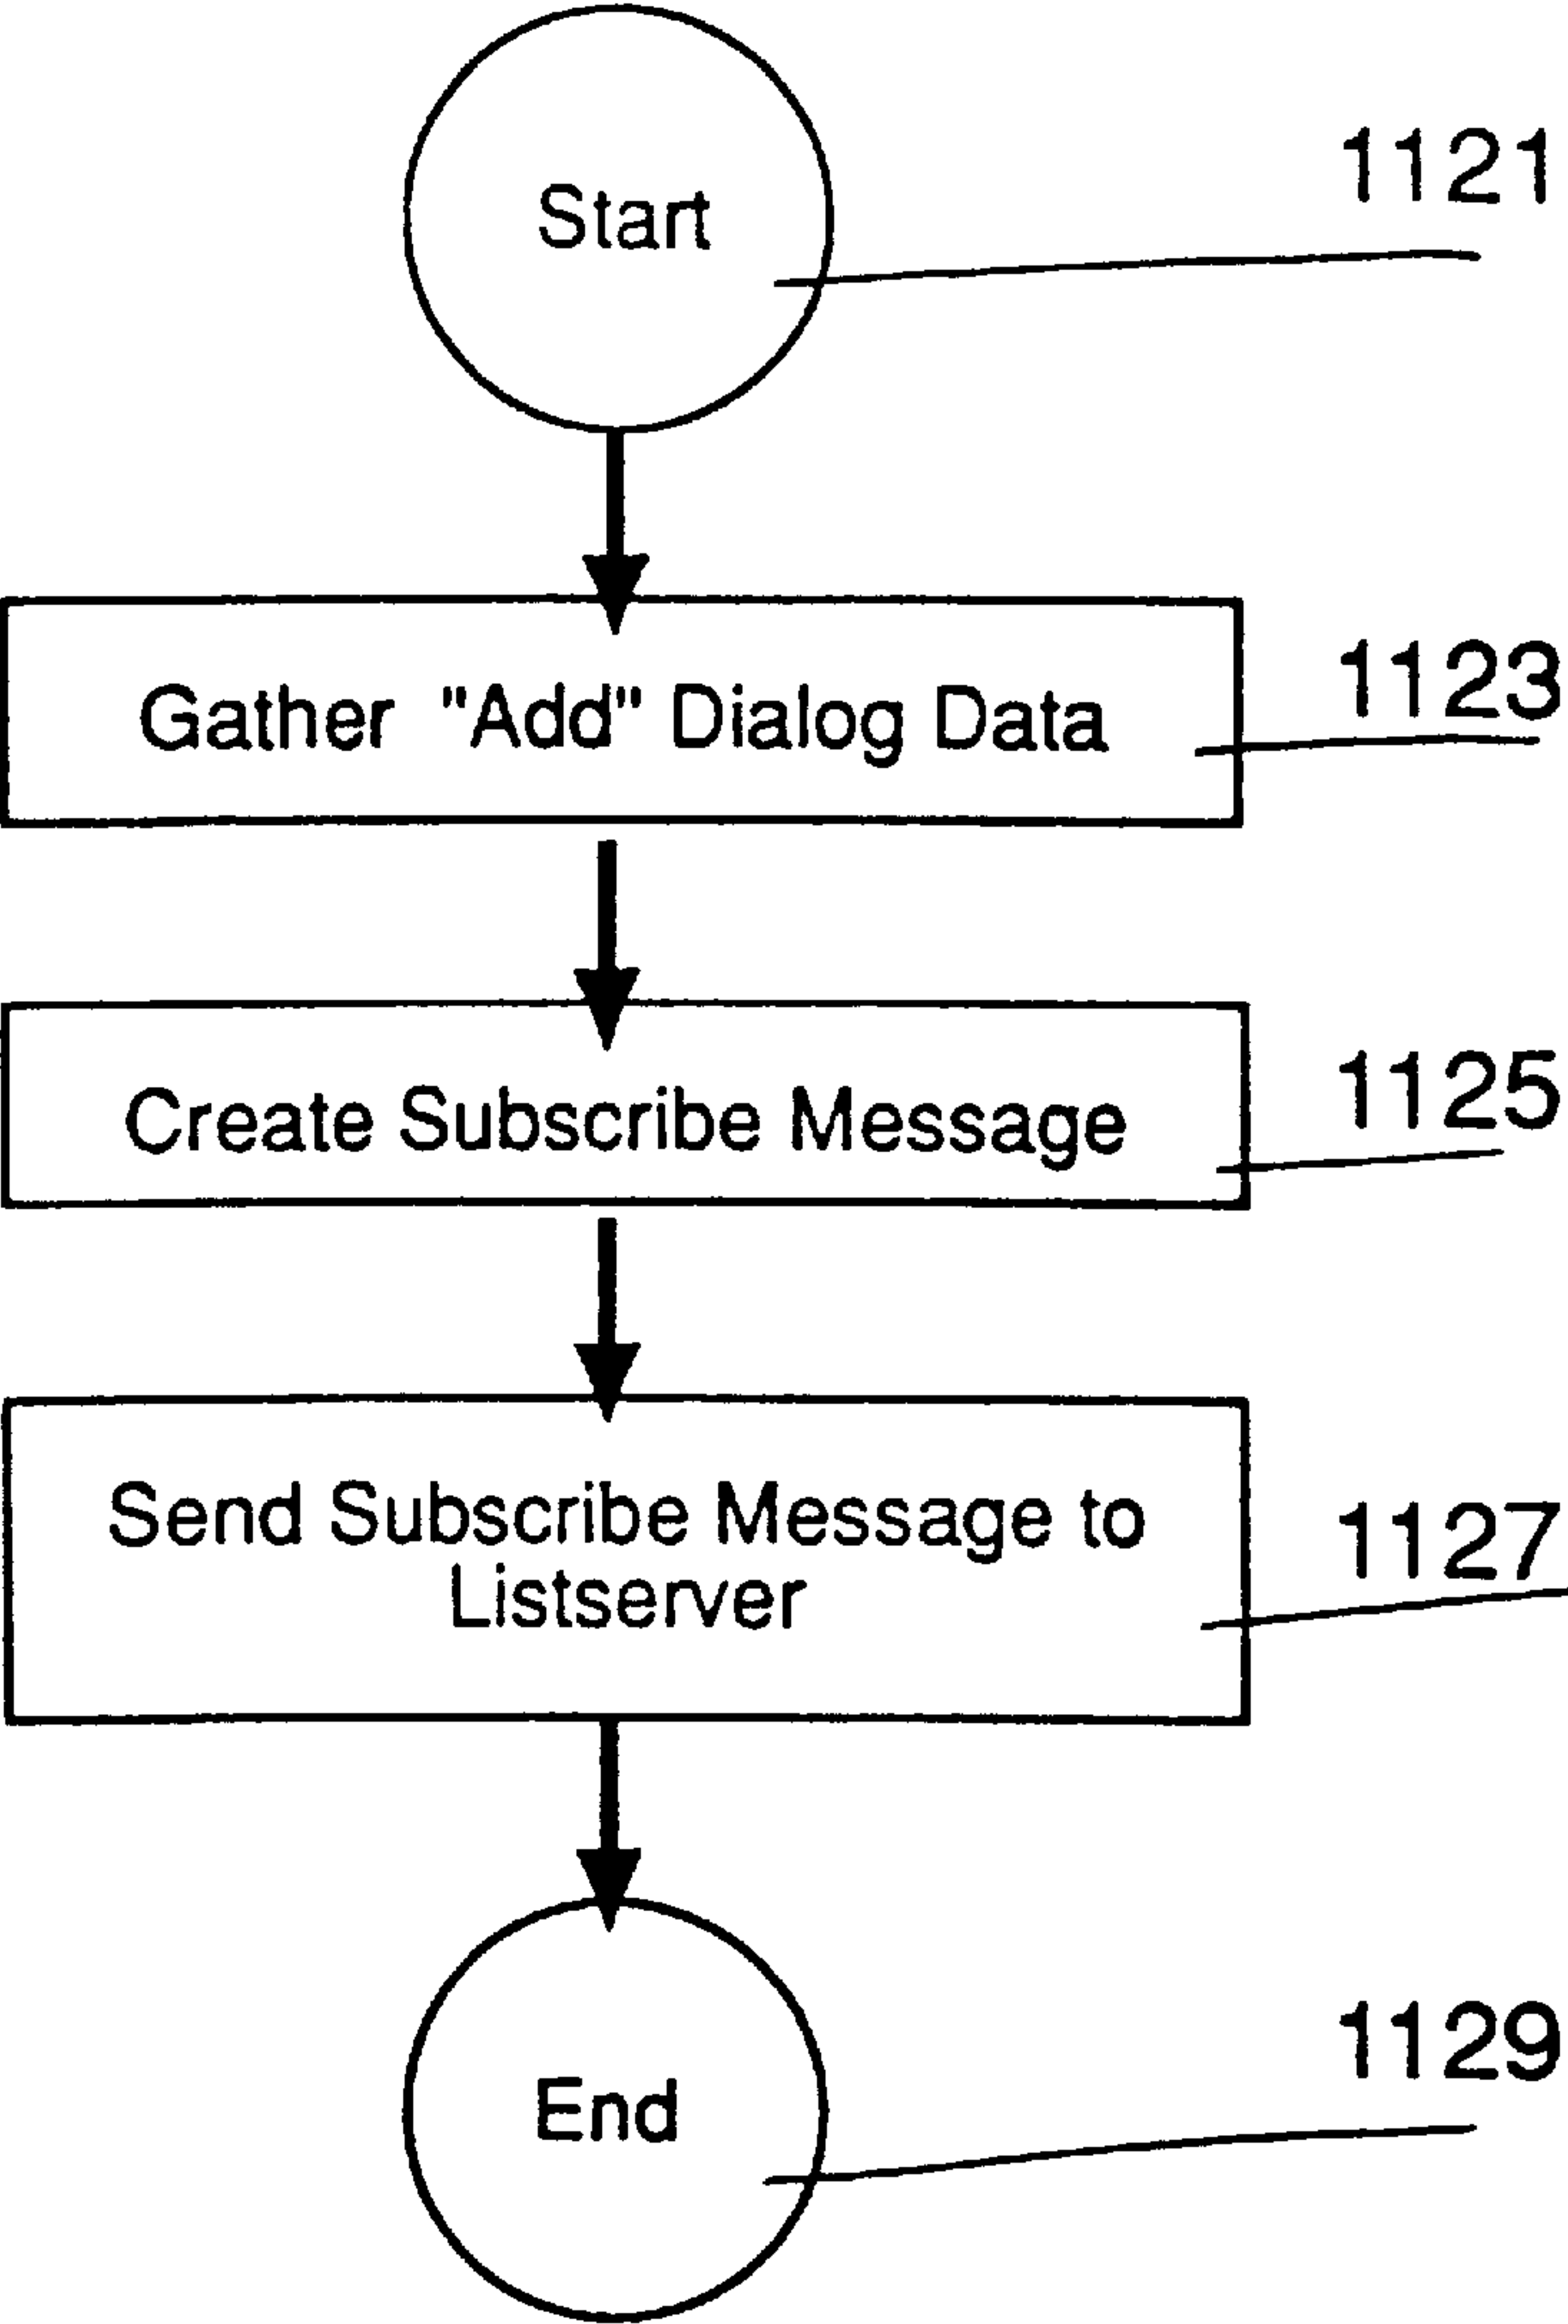 Start
1121
Gather "Add" Dialog Data
1123
Create Subscribe Message
1125
Send Subscribe Message to
Listserver
1127
End
1129